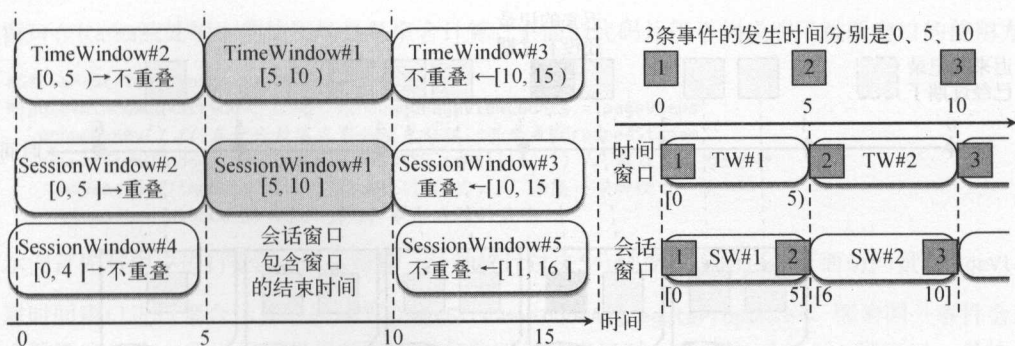 TimeWindow#2
[0, 5 )→不重叠
TimeWindow#1
[5, 10 )
TimeWindow#3
不重叠 ←[10, 15)
SessionWindow#2
[0, 5 ]→重叠
SessionWindow#1
[5, 10 ]
SessionWindow#3
重叠 ←[10, 15 ]
SessionWindow#4
[0, 4 ]→不重叠
会话窗口
包含窗口
的结束时间
SessionWindow#5
不重叠 ←[11, 16 ]
时间
0 5 10 15
3条事件的发生时间分别是 0、5、10
1 2 3
0 5 10
时间
窗口
1 TW#1 2 TW#2 3
[0 5)
会话
窗口
1 SW#1 2 SW#2 3
[0 5] [6 10]